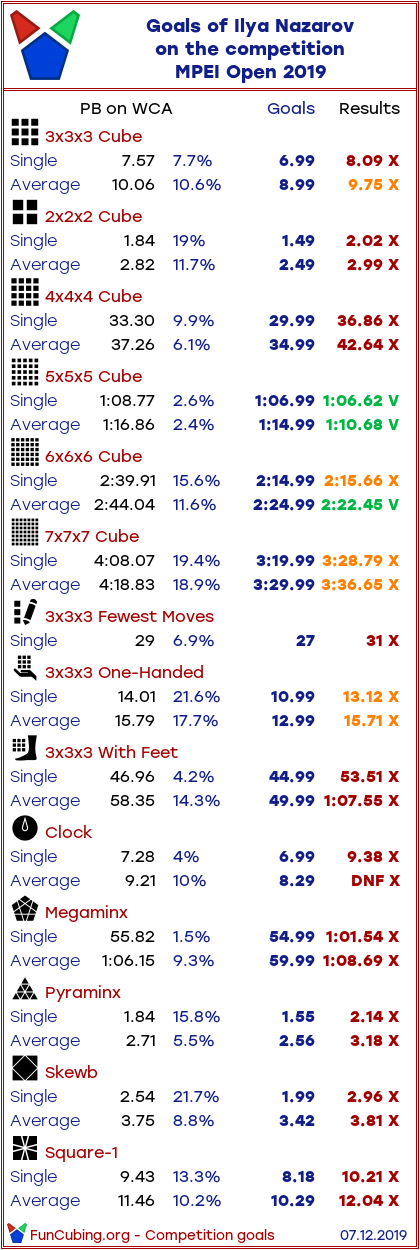 Goals of Ilya Nazarov
on the competition
MPEI Open 2019
PB on WCA Goals Results
3x3x3 Cube
Single 7.57 7.7% 6.99 8.09 X
Average 10.06 10.6% 8.99 9.75 X
2x2x2 Cube
Single 1.84 19% 1.49 2.02 X
Average 2.82 11.7% 2.49 2.99 X
4x4x4 Cube
Single 33.30 9.9% 29.99 36.86 X
Average 37.26 6.1% 34.99 42.64 X
5x5x5 Cube
Single 1:08.77 2.6% 1:06.99 1:06.62 V
Average 1:16.86 2.4% 1:14.99 1:10.68 V
6x6x6 Cube
Single 2:39.91 15.6% 2:14.99 2:15.66 X
Average 2:44.04 11.6% 2:24.99 2:22.45 V
7x7x7 Cube
Single 4:08.07 19.4% 3:19.99 3:28.79 X
Average 4:18.83 18.9% 3:29.99 3:36.65 X
3x3x3 Fewest Moves
Single 29 6.9% 27 31 X
3x3x3 One-Handed
Single 14.01 21.6% 10.99 13.12 X
Average 15.79 17.7% 12.99 15.71 X
3x3x3 With Feet
Single 46.96 4.2% 44.99 53.51 X
Average 58.35 14.3% 49.99 1:07.55 X
Clock
Single 7.28 4% 6.99 9.38 X
Average 9.21 10% 8.29 DNF X
Megaminx
Single 55.82 1.5% 54.99 1:01.54 X
Average 1:06.15 9.3% 59.99 1:08.69 X
Pyraminx
Single 1.84 15.8% 1.55 2.14 X
Average 2.71 5.5% 2.56 3.18 X
Skewb
Single 2.54 21.7% 1.99 2.96 X
Average 3.75 8.8% 3.42 3.81 X
Square-1
Single 9.43 13.3% 8.18 10.21 X
Average 11.46 10.2% 10.29 12.04 X
FunCubing.org - Competition goals 07.12.2019